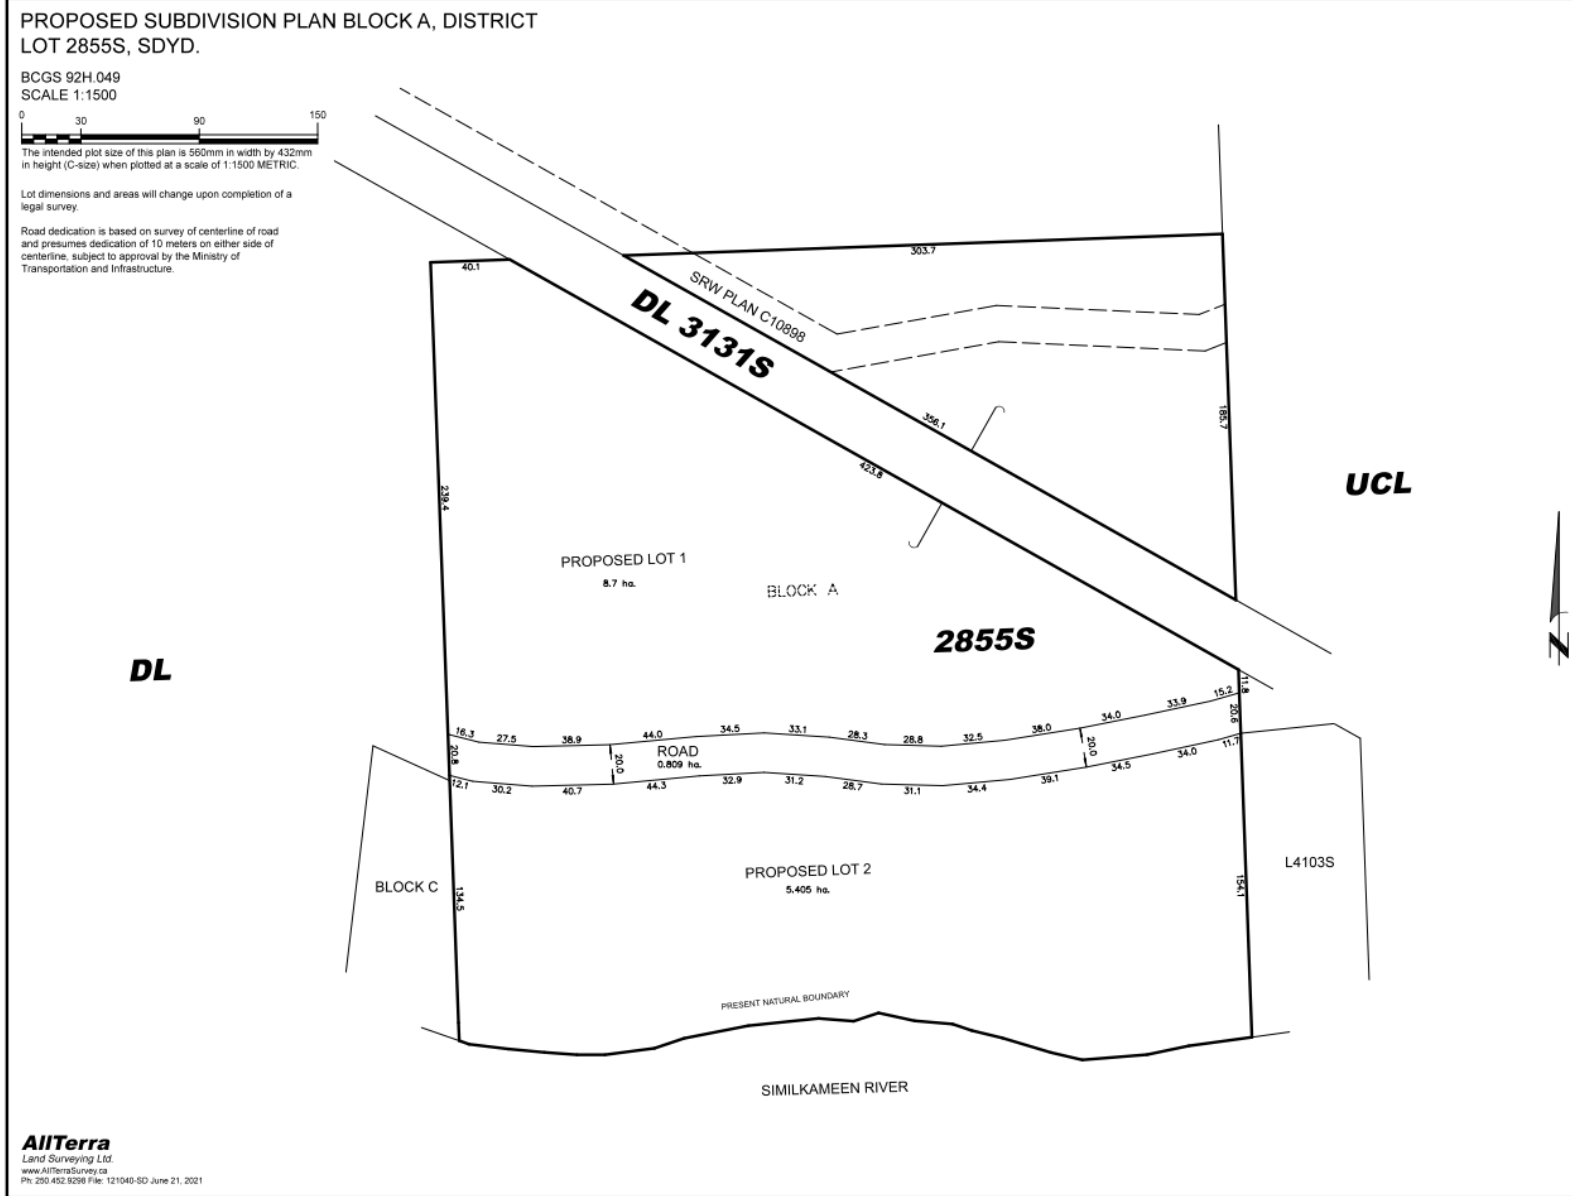 PROPOSED SUBDIVISION PLAN BLOCK A, DISTRICT
LOT 2855S, SDYD.
BCGS 92H.049
SCALE 1:1500
0 30 90 150
The intended plot size of this plan is 560mm in width by 432mm
in height (C-size) when plotted at a scale of 1:1500 METRIC.
Lot dimensions and areas will change upon completion of a
legal survey.
Road dedication is based on survey of centerline of road
and presumes dedication of 10 meters on either side of
centerline, subject to approval by the Ministry of
Transportation and Infrastructure.
40.1
303.7
SRW PLAN C10898
DL 3131S
356.1
185.7
423.8
239.4
UCL
PROPOSED LOT 1
8.7 ha.
BLOCK A
2855S
DL
N
11.8
16.3 27.5 38.9 44.0 34.5 33.1 28.3 28.8 32.5 38.0 34.0 33.9 15.2
20.8
20.0
ROAD
0.809 ha.
20.0
20.6
12.1 30.2 40.7 44.3 32.9 31.2 28.7 31.1 34.4 39.1 34.5 34.0 11.7
PROPOSED LOT 2
5.405 ha.
BLOCK C
134.5
154.1
L4103S
PRESENT NATURAL BOUNDARY
SIMILKAMEEN RIVER
AllTerra
Land Surveying Ltd.
www.AllTerraSurvey.ca
Ph: 250.452.9298 File: 121040-SD June 21, 2021